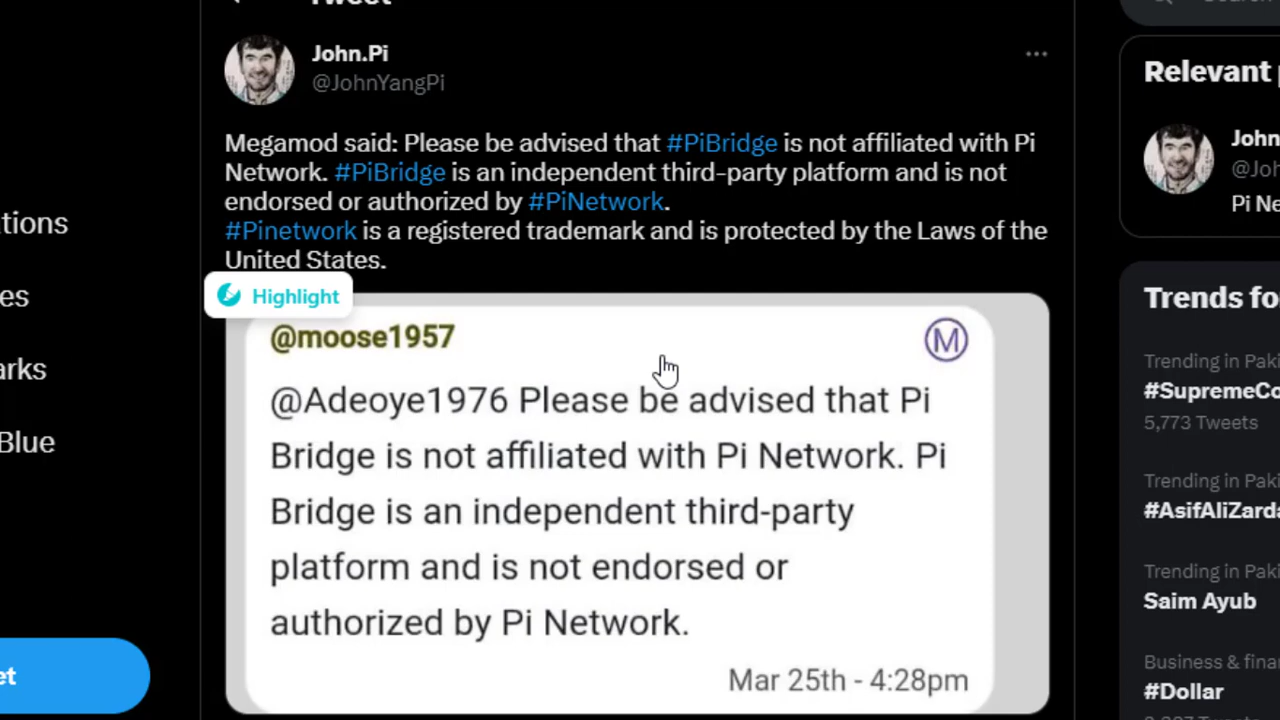 John.Pi
@JohnYangPi
Megamod said: Please be advised that #PiBridge is not affiliated with Pi
Network. #PiBridge is an independent third-party platform and is not
endorsed or authorized by #PiNetwork.
#Pinetwork is a registered trademark and is protected by the Laws of the
United States.
Highlight
@moose1957
M
@Adeoye1976 Please be advised that Pi
Bridge is not affiliated with Pi Network. Pi
Bridge is an independent third-party
platform and is not endorsed or
authorized by Pi Network.
Mar 25th - 4:28pm
Blue
Relevant
John
Pi Ne
Trends fo
Trending in Paki
#SupremeCo
5,773 Tweets
Trending in Paki
#AsifAliZarda
Trending in Paki
Saim Ayub
Business & finan
#Dollar